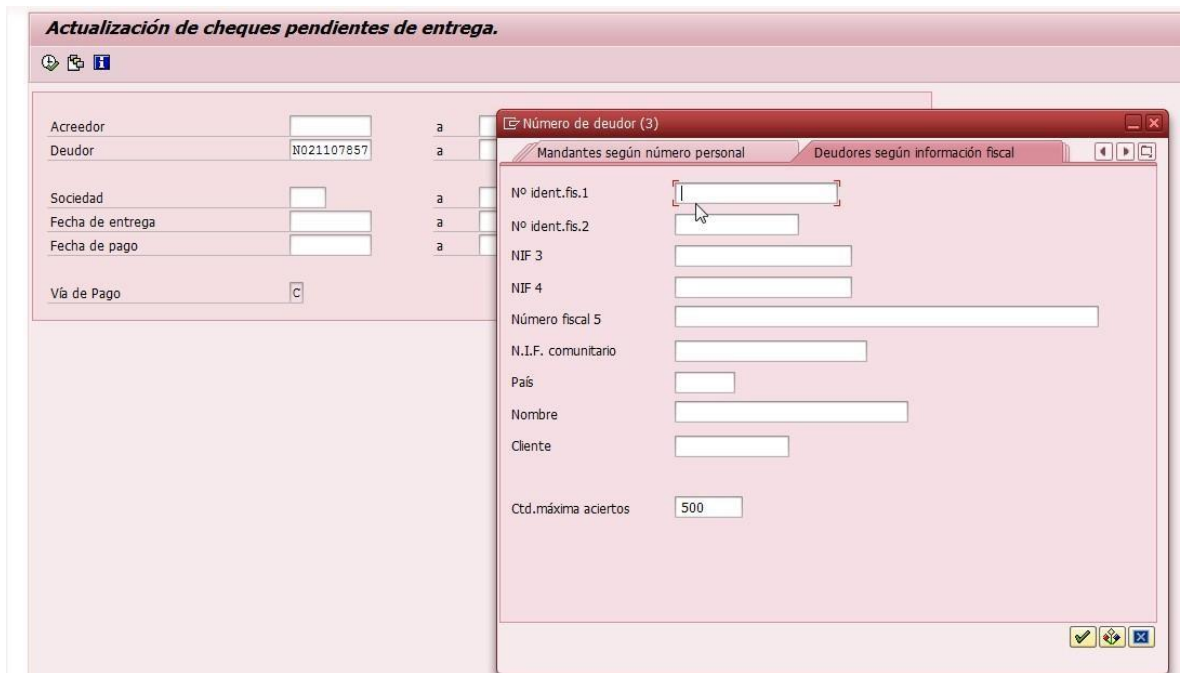 Actualización de cheques pendientes de entrega.
Acreedor a
Deudor N021107857 a
Sociedad a
Fecha de entrega a
Fecha de pago a
Vía de Pago C
Número de deudor (3)
Mandantes según número personal Deudores según información fiscal
Nº ident.fis.1
Nº ident.fis.2
NIF 3
NIF 4
Número fiscal 5
N.I.F. comunitario
País
Nombre
Cliente
Ctd.máxima aciertos 500